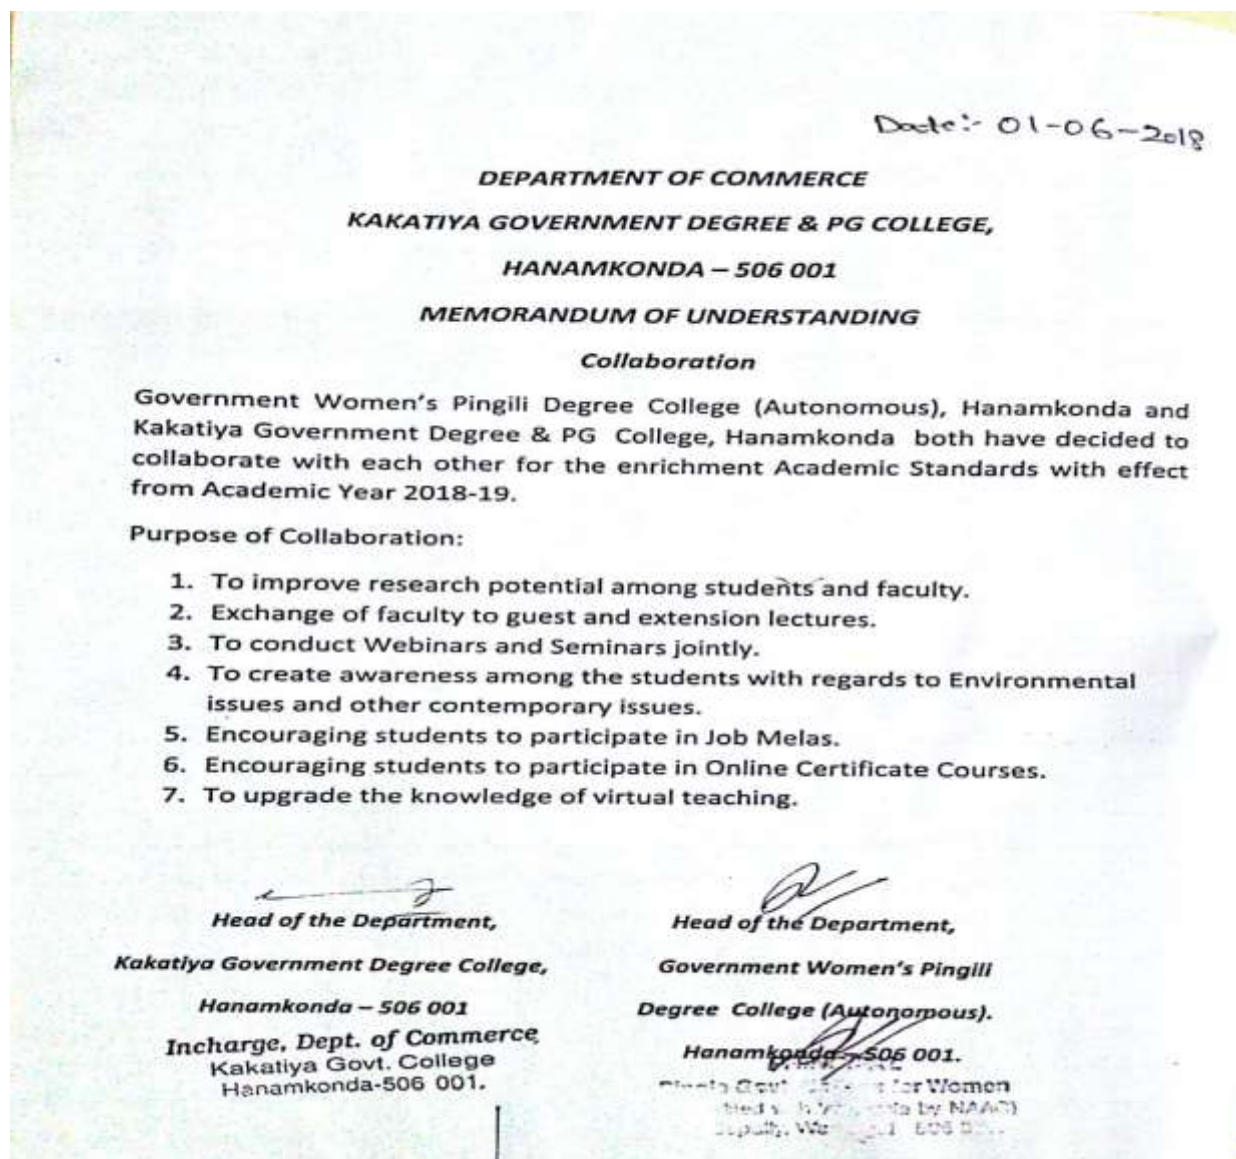 Date:- 01-06-2018
DEPARTMENT OF COMMERCE
KAKATIYA GOVERNMENT DEGREE & PG COLLEGE,
HANAMKONDA – 506 001
MEMORANDUM OF UNDERSTANDING
Collaboration
Government Women's Pingili Degree College (Autonomous), Hanamkonda and
Kakatiya Government Degree & PG College, Hanamkonda both have decided to
collaborate with each other for the enrichment Academic Standards with effect
from Academic Year 2018-19.
Purpose of Collaboration:
1. To improve research potential among students and faculty.
2. Exchange of faculty to guest and extension lectures.
3. To conduct Webinars and Seminars jointly.
4. To create awareness among the students with regards to Environmental
issues and other contemporary issues.
5. Encouraging students to participate in Job Melas.
6. Encouraging students to participate in Online Certificate Courses.
7. To upgrade the knowledge of virtual teaching.
Head of the Department,
Kakatiya Government Degree College,
Hanamkonda – 506 001
Incharge, Dept. of Commerce
Kakatiya Govt. College
Hanamkonda-506 001.
Head of the Department,
Government Women's Pingili
Degree College (Autonomous).
Hanamkonda – 506 001.
Govt for Women
by NAAC)